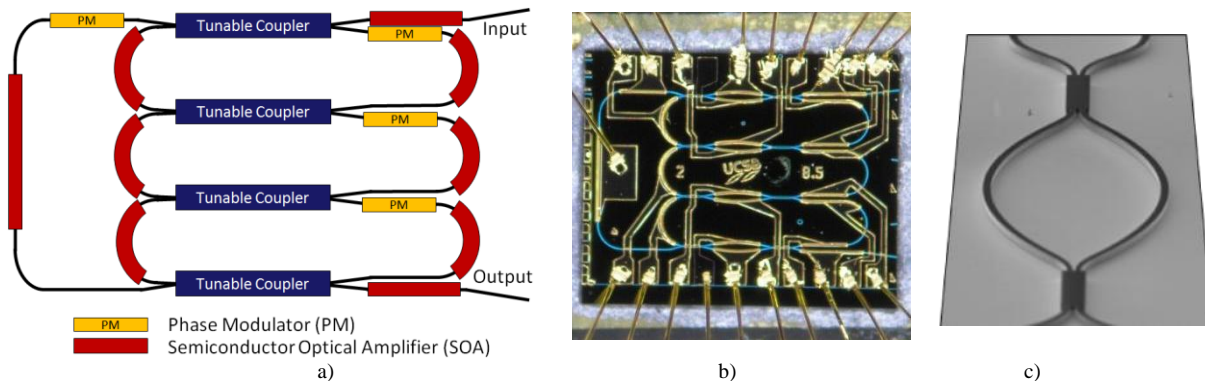 PM
Tunable Coupler
Input
PM
Tunable Coupler
PM
Tunable Coupler
PM
Output
Tunable Coupler
PM
Phase Modulator (PM)
Semiconductor Optical Amplifier (SOA)
2
UCSB
8.5
a)
b)
c)